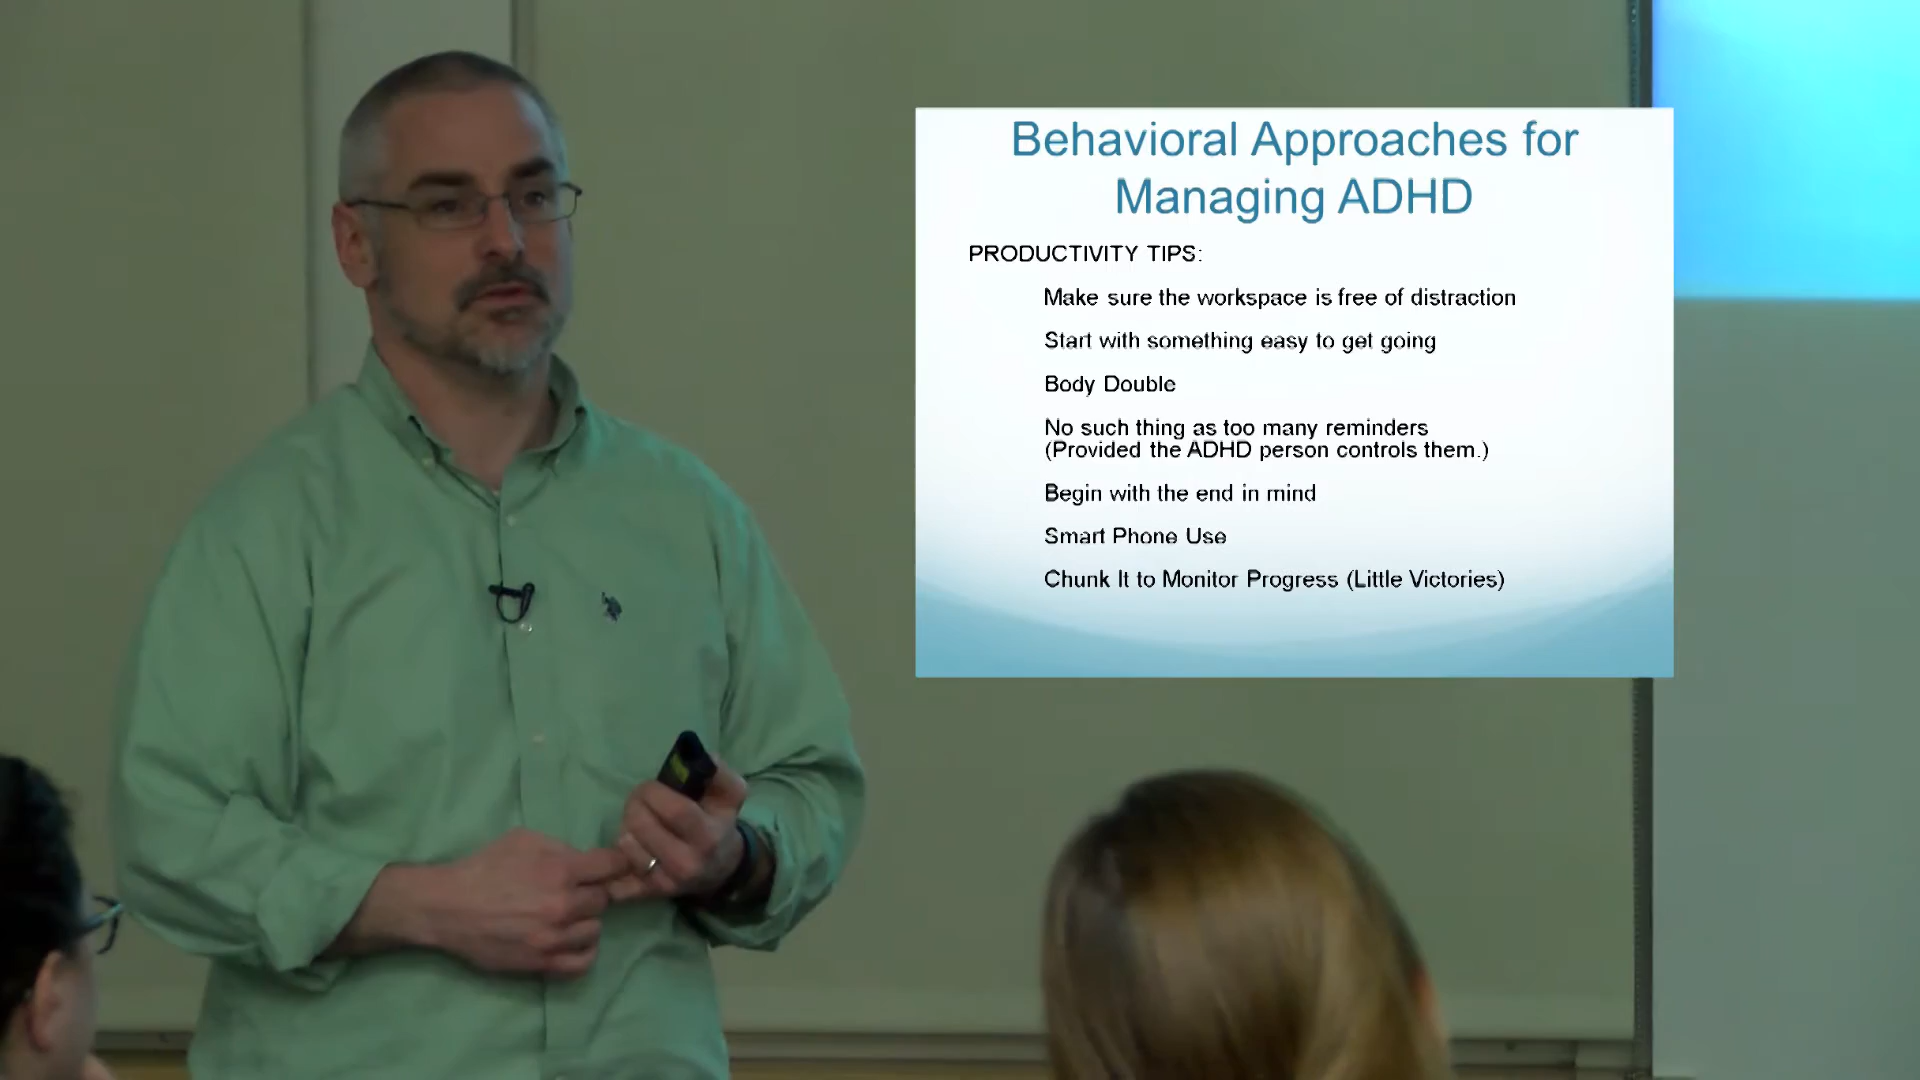 Behavioral Approaches for
Managing ADHD
PRODUCTIVITY TIPS:
Make sure the workspace is free of distraction
Start with something easy to get going
Body Double
No such thing as too many reminders
(Provided the ADHD person controls them.)
Begin with the end in mind
Smart Phone Use
Chunk It to Monitor Progress (Little Victories)